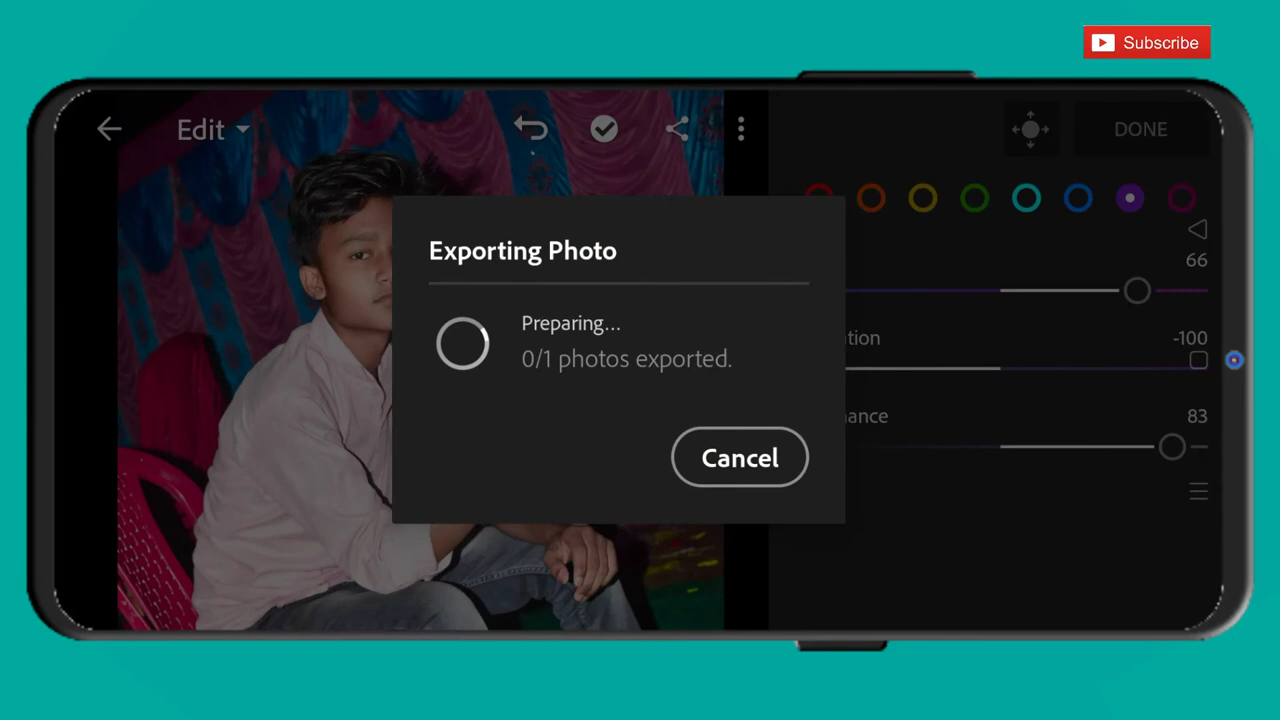 Subscribe
Edit
DONE
66
Exporting Photo
Preparing...
0/1 photos exported.
tion
-100
ance
83
Cancel